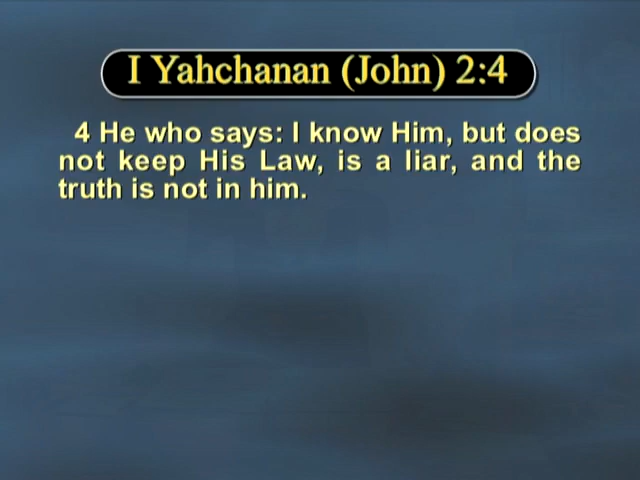 I Yahchanan (John) 2:4
4 He who says: I know Him, but does
not keep His Law, is a liar, and the
truth is not in him.